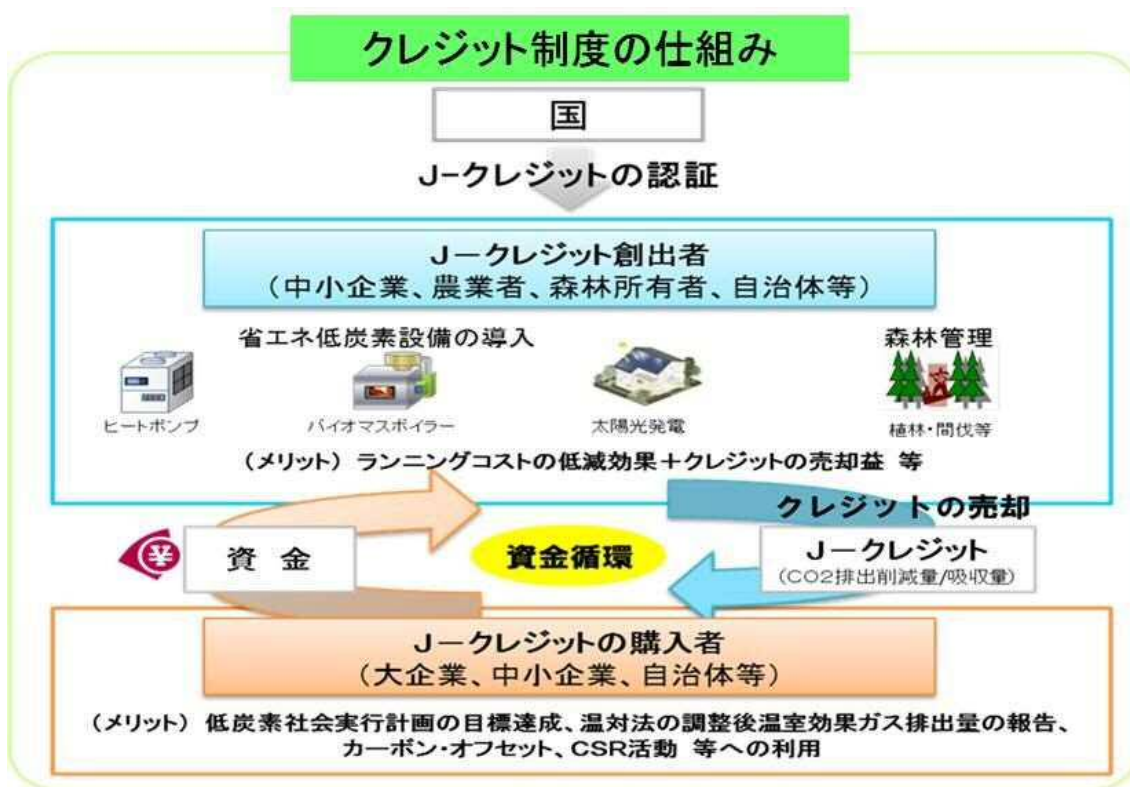 クレジット制度の仕組み
国
J-クレジットの認証
J-クレジット創出者
（中小企業、農業者、森林所有者、自治体等）
省エネ低炭素設備の導入
森林管理
ヒートポンプ
バイオマスボイラー
太陽光発電
植林・間伐等
（メリット）ランニングコストの低減効果＋クレジットの売却益 等
クレジットの売却
¥
資 金
資金循環
J-クレジット
（CO2排出削減量/吸収量）
J-クレジットの購入者
（大企業、中小企業、自治体等）
（メリット）低炭素社会実行計画の目標達成、温対法の調整後温室効果ガス排出量の報告、
カーボン・オフセット、CSR活動 等への利用